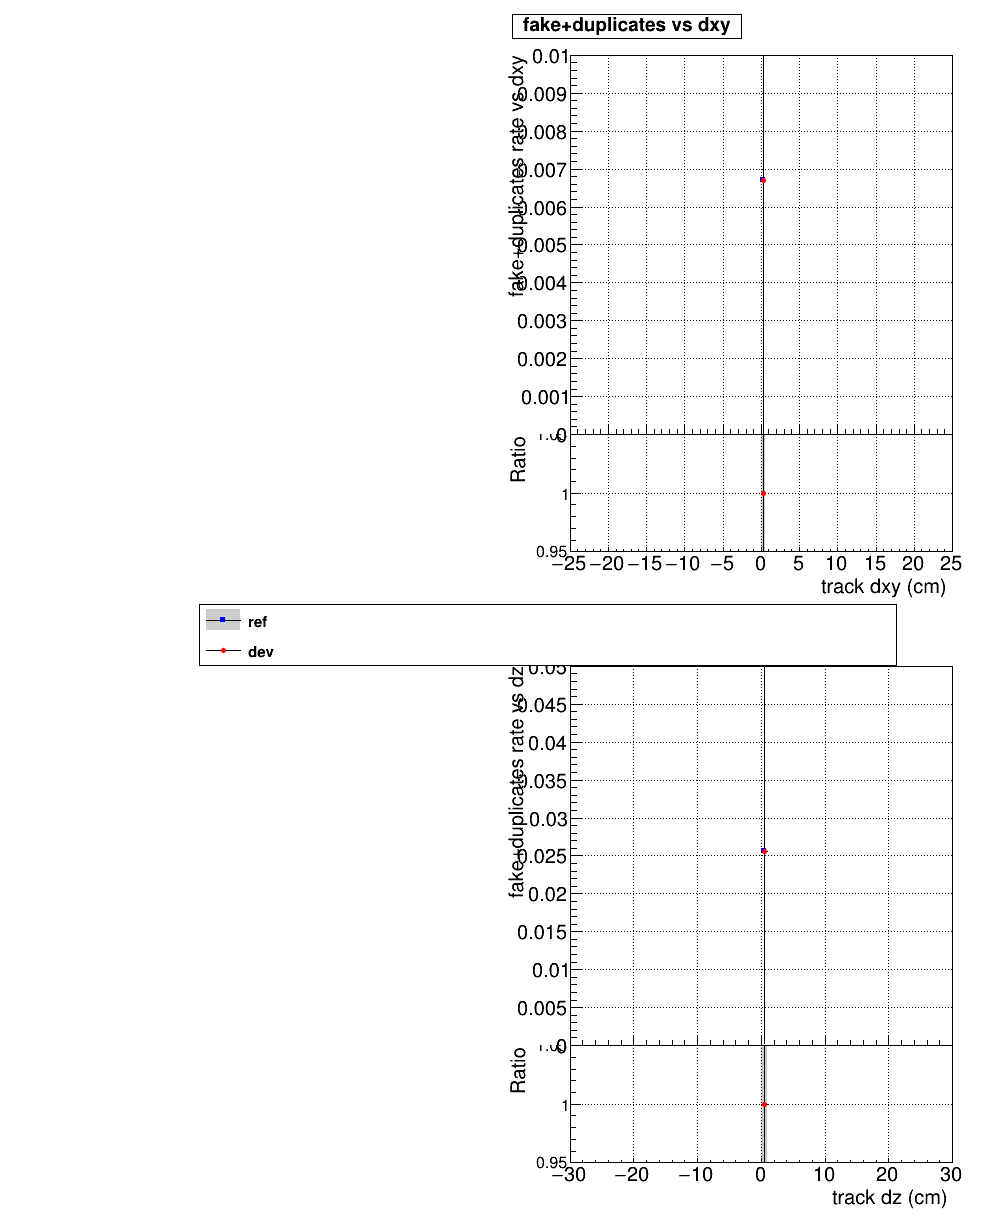 fake+duplicates vs dxy
fake+duplicates rate vs dxy
0.01
0.009
0.008
0.007
0.006
0.005
0.004
0.003
0.002
0.001
0
Ratio
1
0.95
−25 −20 −15 −10 −5 0 5 10 15 20 25
track dxy (cm)
ref
dev
fake+duplicates rate vs dz
0.05
0.045
0.04
0.035
0.03
0.025
0.02
0.015
0.01
0.005
0
Ratio
1
0.95
−30 −20 −10 0 10 20 30
track dz (cm)